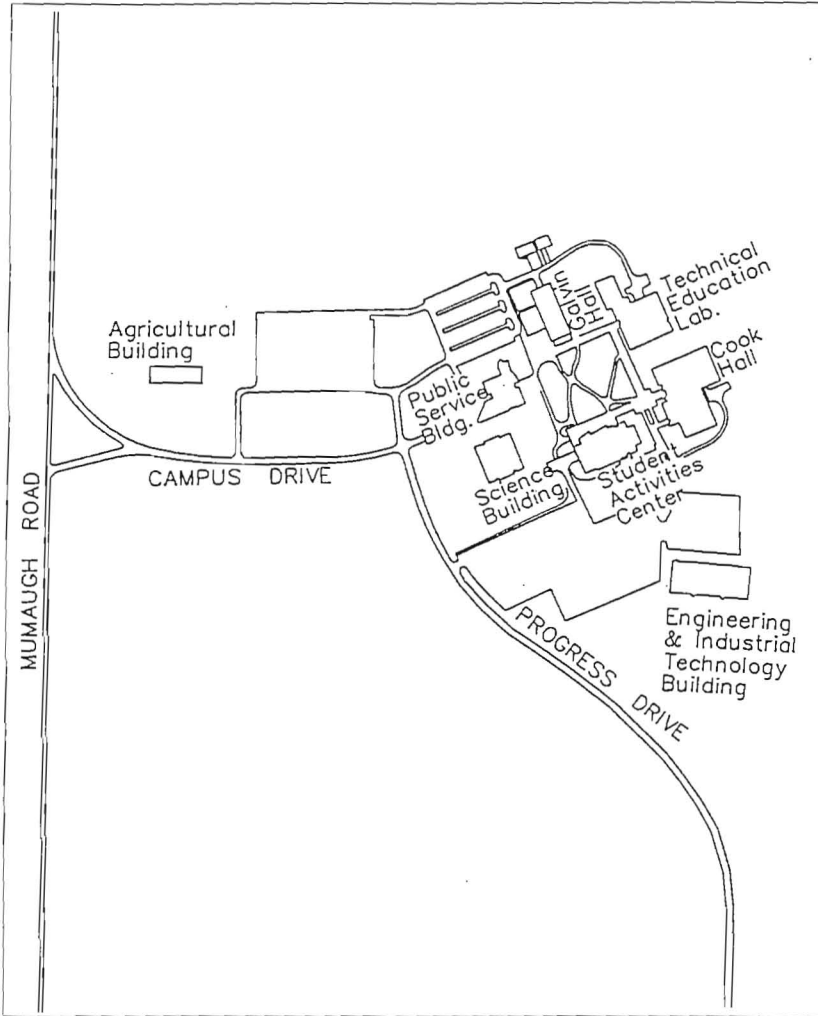 Technical
Education
Lab.
Galvin
Hall
Agricultural
Building
Cook
Hall
Public
Service
Bldg.
CAMPUS DRIVE
Science
Building
Student
Activities
Center
MUMAUGH ROAD
Engineering
& Industrial
Technology
Building
PROGRESS DRIVE